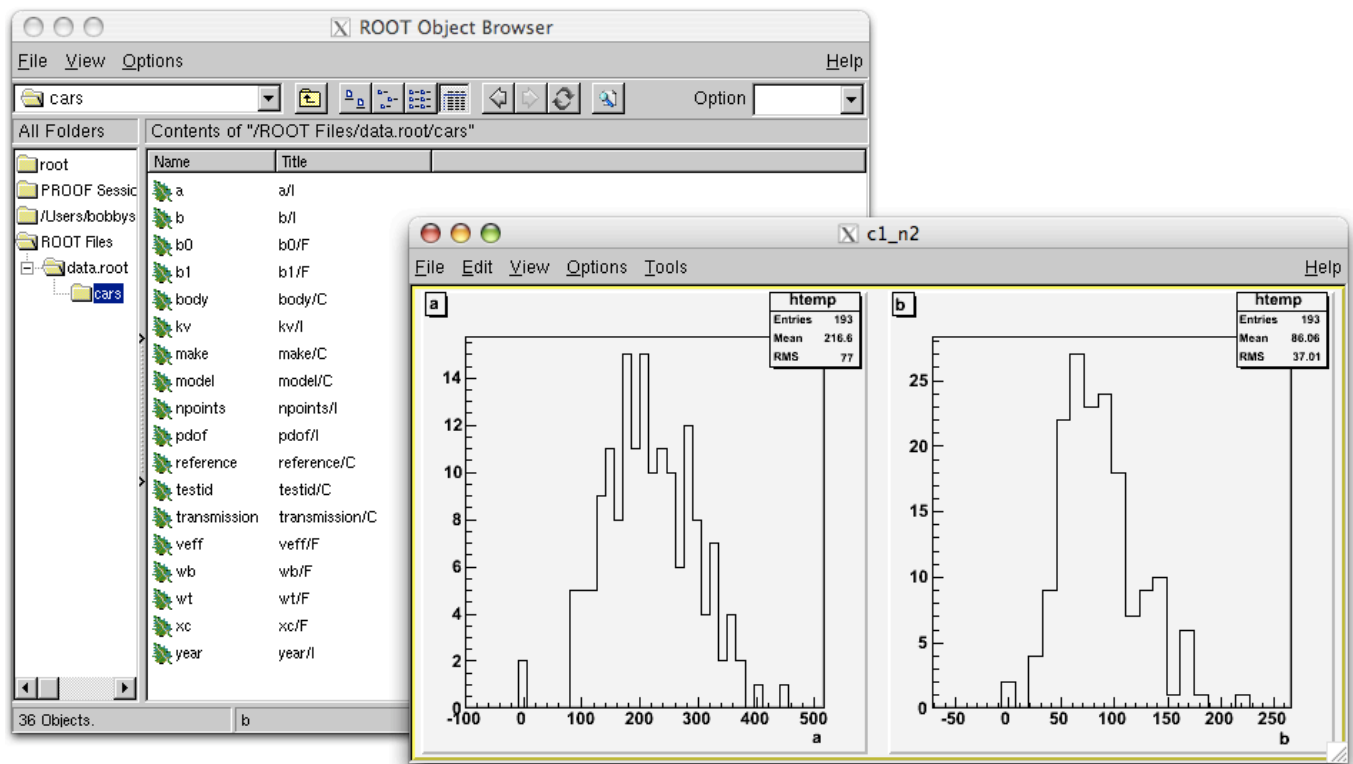 ROOT Object Browser
File View Options Help
cars Option
All Folders Contents of "/ROOT Files/data.root/cars"
root
PROOF Sessic
/Users/bobbys
ROOT Files
data.root
cars
Name Title
a a/I
b b/I
b0 b0/F
b1 b1/F
body body/C
kv kv/I
make make/C
model model/C
npoints npoints/I
pdof pdof/I
reference reference/C
testid testid/C
transmission transmission/C
veff veff/F
wb wb/F
wt wt/F
xc xc/F
year year/I
36 Objects. b
c1_n2
File Edit View Options Tools Help
a
htemp
Entries 193
Mean 216.6
RMS 77
14
12
10
8
6
4
2
0
-100 0 100 200 300 400 500
a
b
htemp
Entries 193
Mean 86.06
RMS 37.01
25
20
15
10
5
0
-50 0 50 100 150 200 250
b